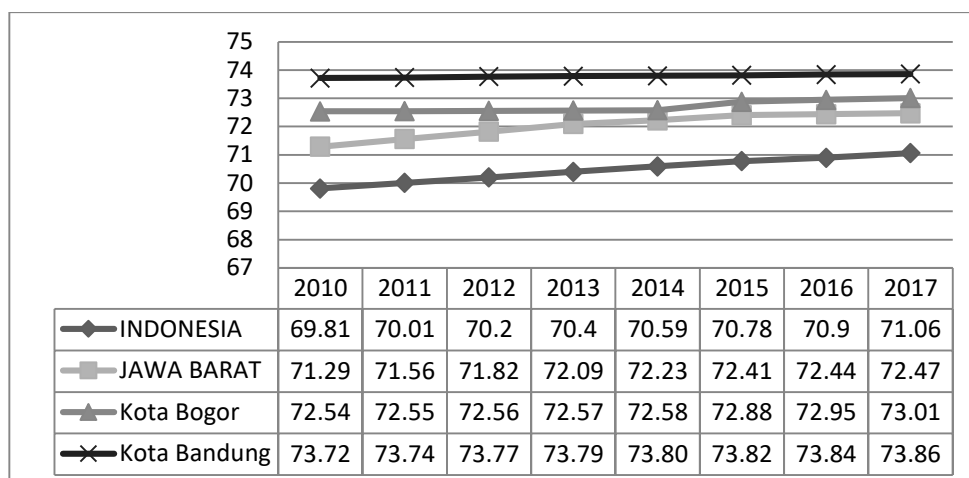 75
74
73
72
71
70
69
68
67
2010 2011 2012 2013 2014 2015 2016 2017
INDONESIA 69.81 70.01 70.2 70.4 70.59 70.78 70.9 71.06
JAWA BARAT 71.29 71.56 71.82 72.09 72.23 72.41 72.44 72.47
Kota Bogor 72.54 72.55 72.56 72.57 72.58 72.88 72.95 73.01
Kota Bandung 73.72 73.74 73.77 73.79 73.80 73.82 73.84 73.86